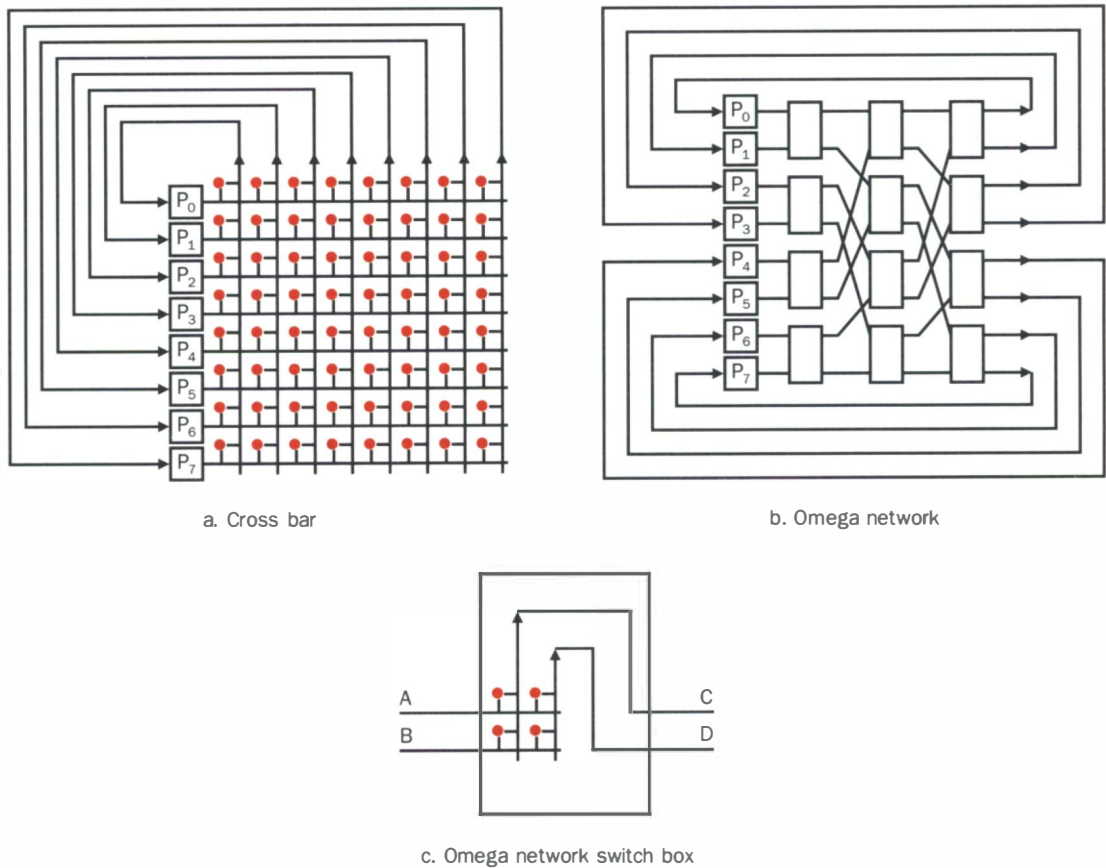 P0
P1
P2
P3
P4
P5
P6
P7
a. Cross bar
P0
P1
P2
P3
P4
P5
P6
P7
b. Omega network
A
B
C
D
c. Omega network switch box